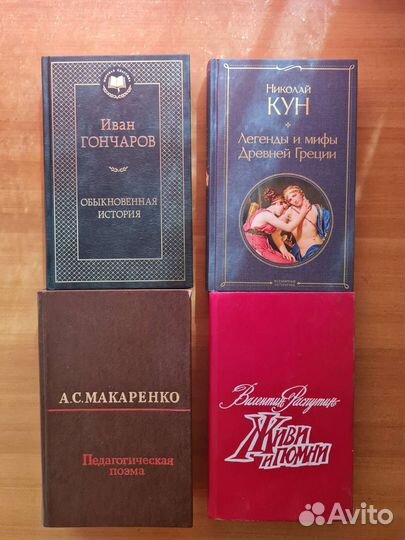 Иван
ГОНЧАРОВ
ОБЫКНОВЕННАЯ
ИСТОРИЯ
Николай
КУН
Легенды и мифы
Древней Греции
А.С.МАКАРЕНКО
Педагогическая
поэма
Валентин Распутин
Живи
и помни
Avito